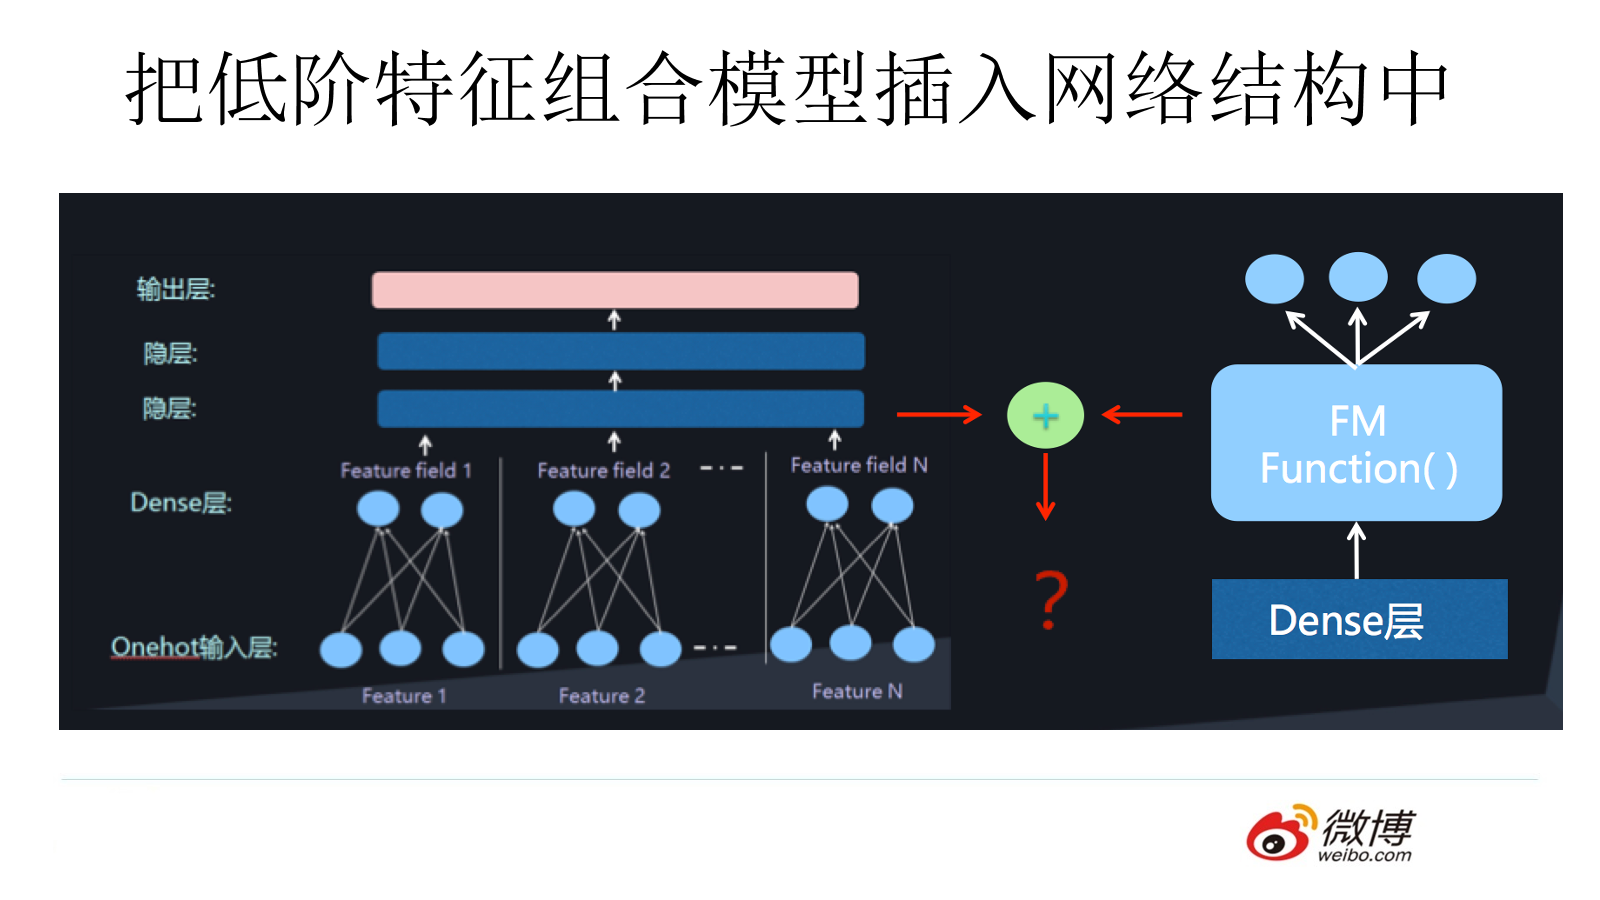 把低阶特征组合模型插入网络结构中
输出层:
隐层:
隐层:
Feature field 1
Feature field 2
Feature field N
Dense层:
Onehot输入层:
Feature 1
Feature 2
Feature N
+
?
FM
Function( )
Dense层
微博
weibo.com